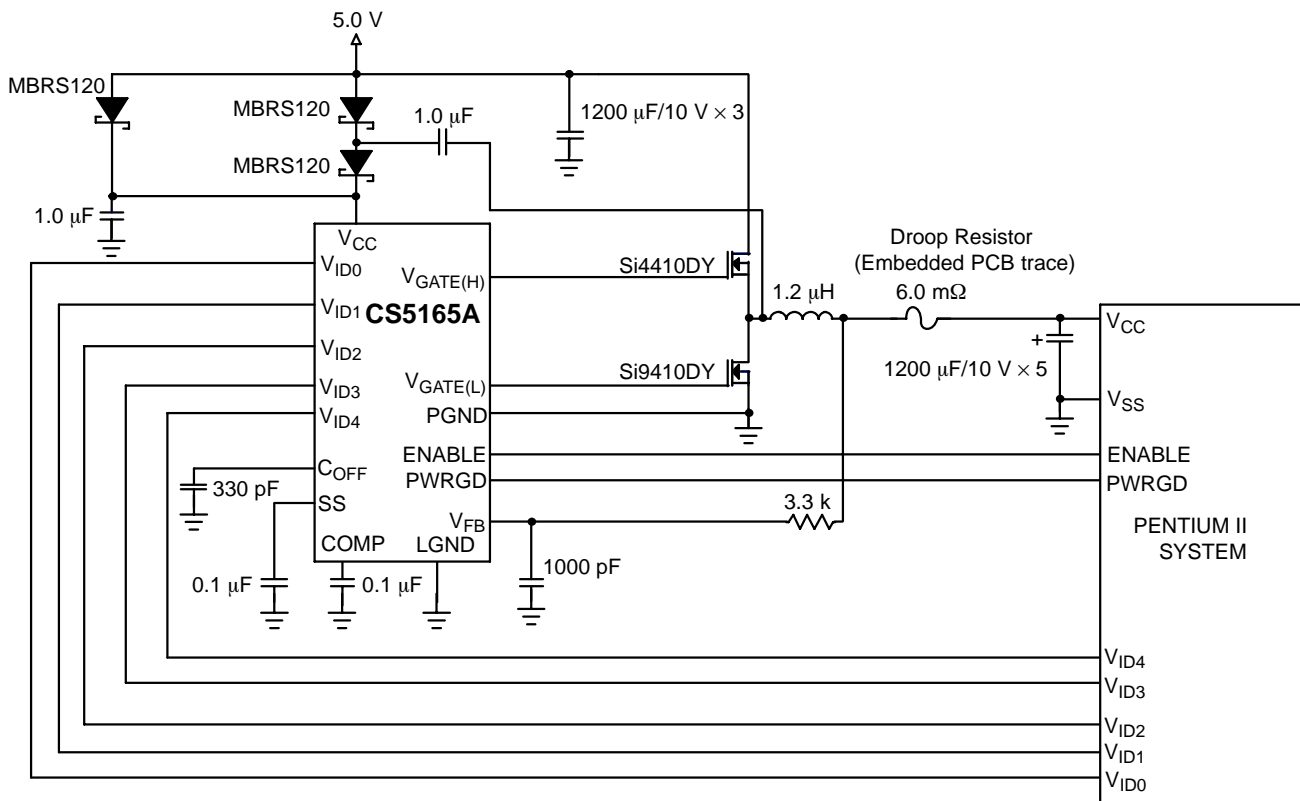 5.0 V
MBRS120
MBRS120
1.0 μF
1200 μF/10 V × 3
MBRS120
1.0 μF
VCC
VID0
VID1
VID2
VID3
VID4
COFF
SS
COMP
LGND
CS5165A
VGATE(H)
VGATE(L)
PGND
ENABLE
PWRGD
VFB
330 pF
0.1 μF
0.1 μF
1000 pF
3.3 k
Si4410DY
Si9410DY
1.2 μH
Droop Resistor
(Embedded PCB trace)
6.0 mΩ
+
1200 μF/10 V × 5
VCC
VSS
ENABLE
PWRGD
PENTIUM II
SYSTEM
VID4
VID3
VID2
VID1
VID0